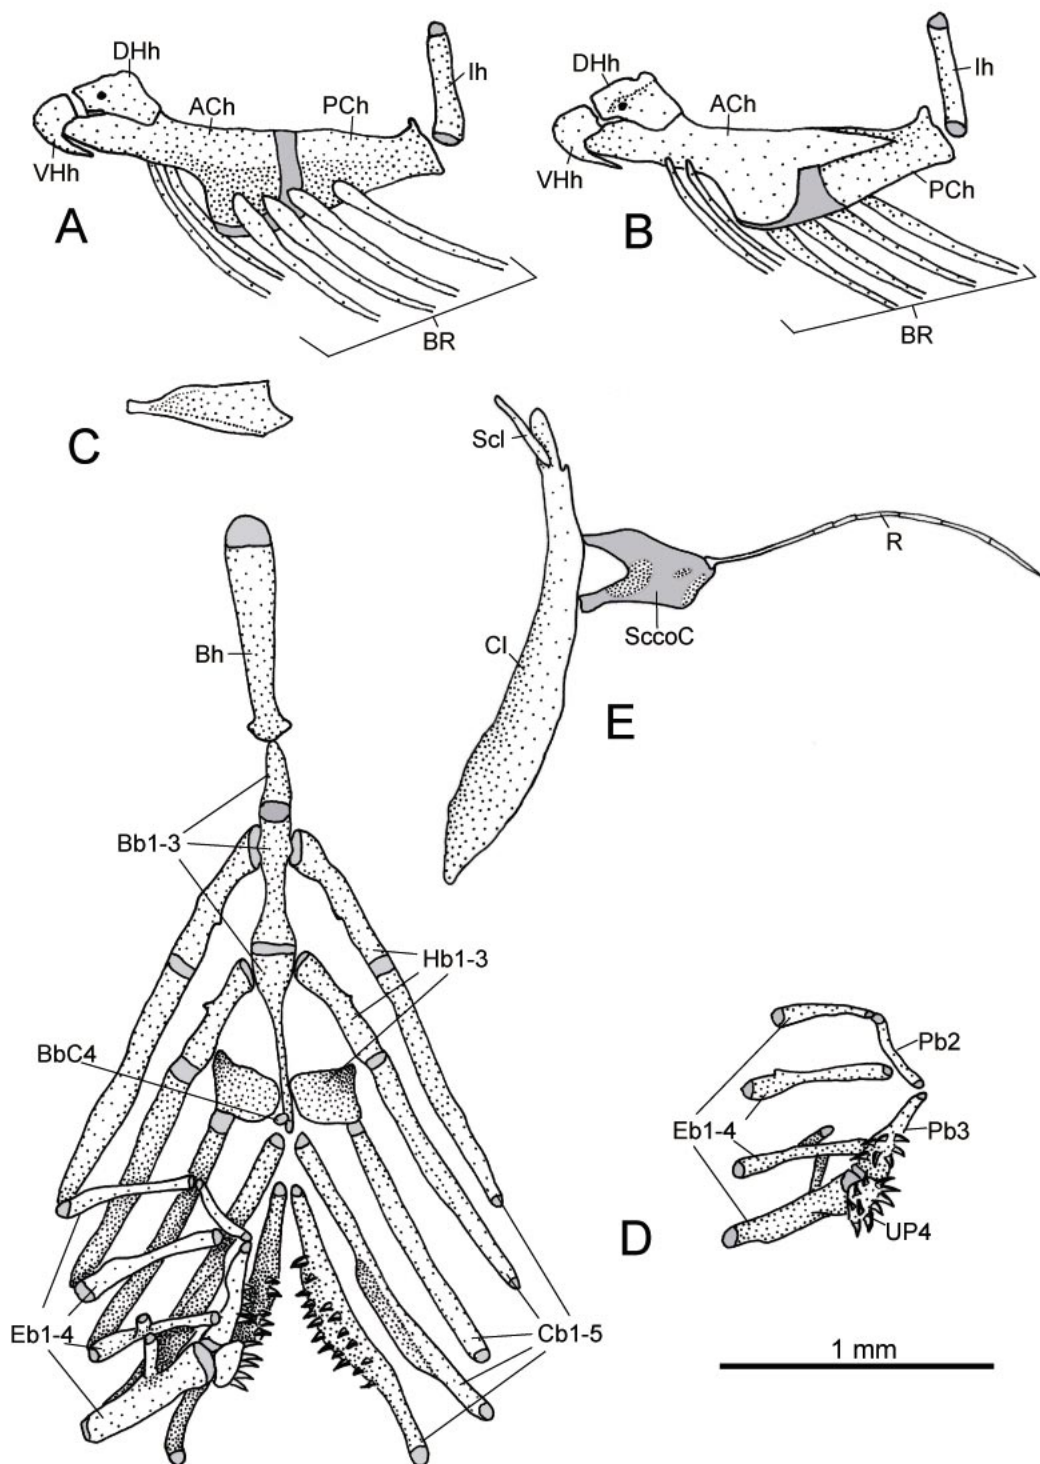 DHh
Ih
ACh
PCh
VHh
A
BR
DHh
Ih
ACh
VHh
PCh
B
BR
C
Scl
R
SccoC
Cl
E
Bh
Bb1-3
Hb1-3
BbC4
Eb1-4
Cb1-5
Pb2
Eb1-4
Pb3
UP4
D
1 mm